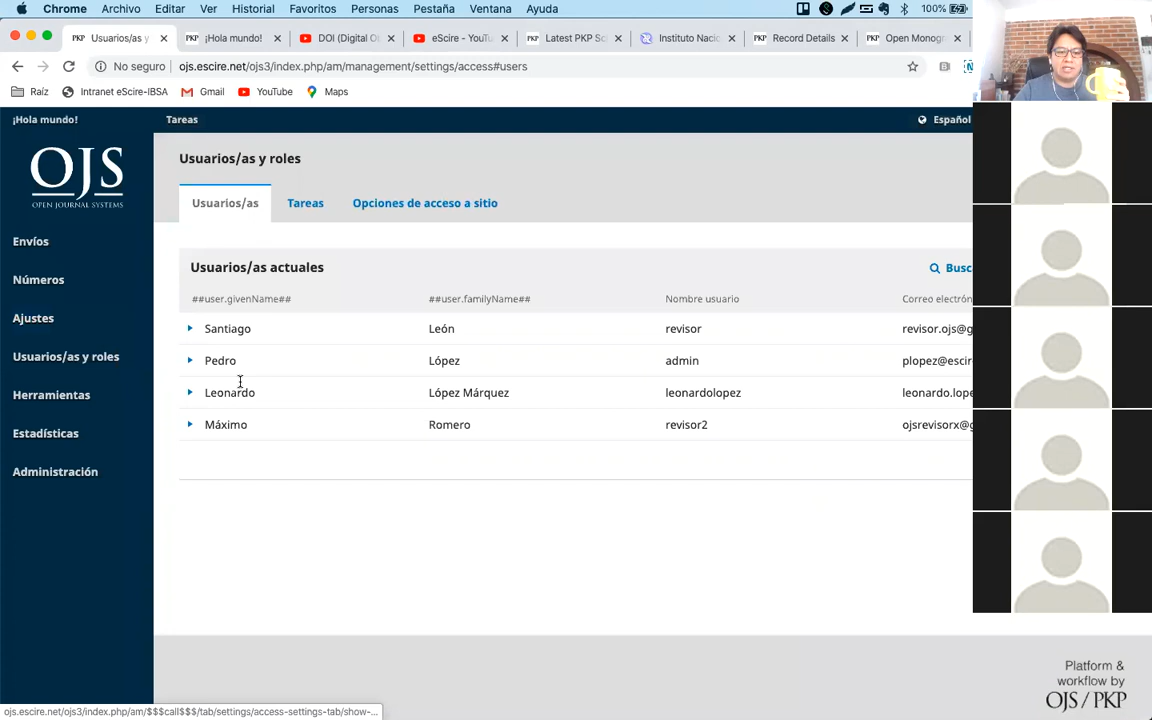 Chrome Archivo Editar Ver Historial Favoritos Personas Pestaña Ventana Ayuda 100%
Usuarios/as y ¡Hola mundo! DOI (Digital O eScire - YouTu Latest PKP So Instituto Naci Record Details Open Monog
No seguro ojs.escire.net/ojs3/index.php/am/management/settings/access#users
Raíz Intranet eScire-IBSA Gmail YouTube Maps
¡Hola mundo! Tareas Español
OJS
OPEN JOURNAL SYSTEMS
Envíos
Números
Ajustes
Usuarios/as y roles
Herramientas
Estadísticas
Administración
Usuarios/as y roles
Usuarios/as Tareas Opciones de acceso a sitio
Usuarios/as actuales Busc
##user.givenName## ##user.familyName## Nombre usuario Correo electrón
Santiago León revisor revisor.ojs@g
Pedro López admin plopez@escir
Leonardo López Márquez leonardolopez leonardo.lope
Máximo Romero revisor2 ojsrevisorx@g
Platform &
workflow by
OJS / PKP
ojs.escire.net/ojs3/index.php/am/$$$call$$$/tab/settings/access-settings-tab/show-...